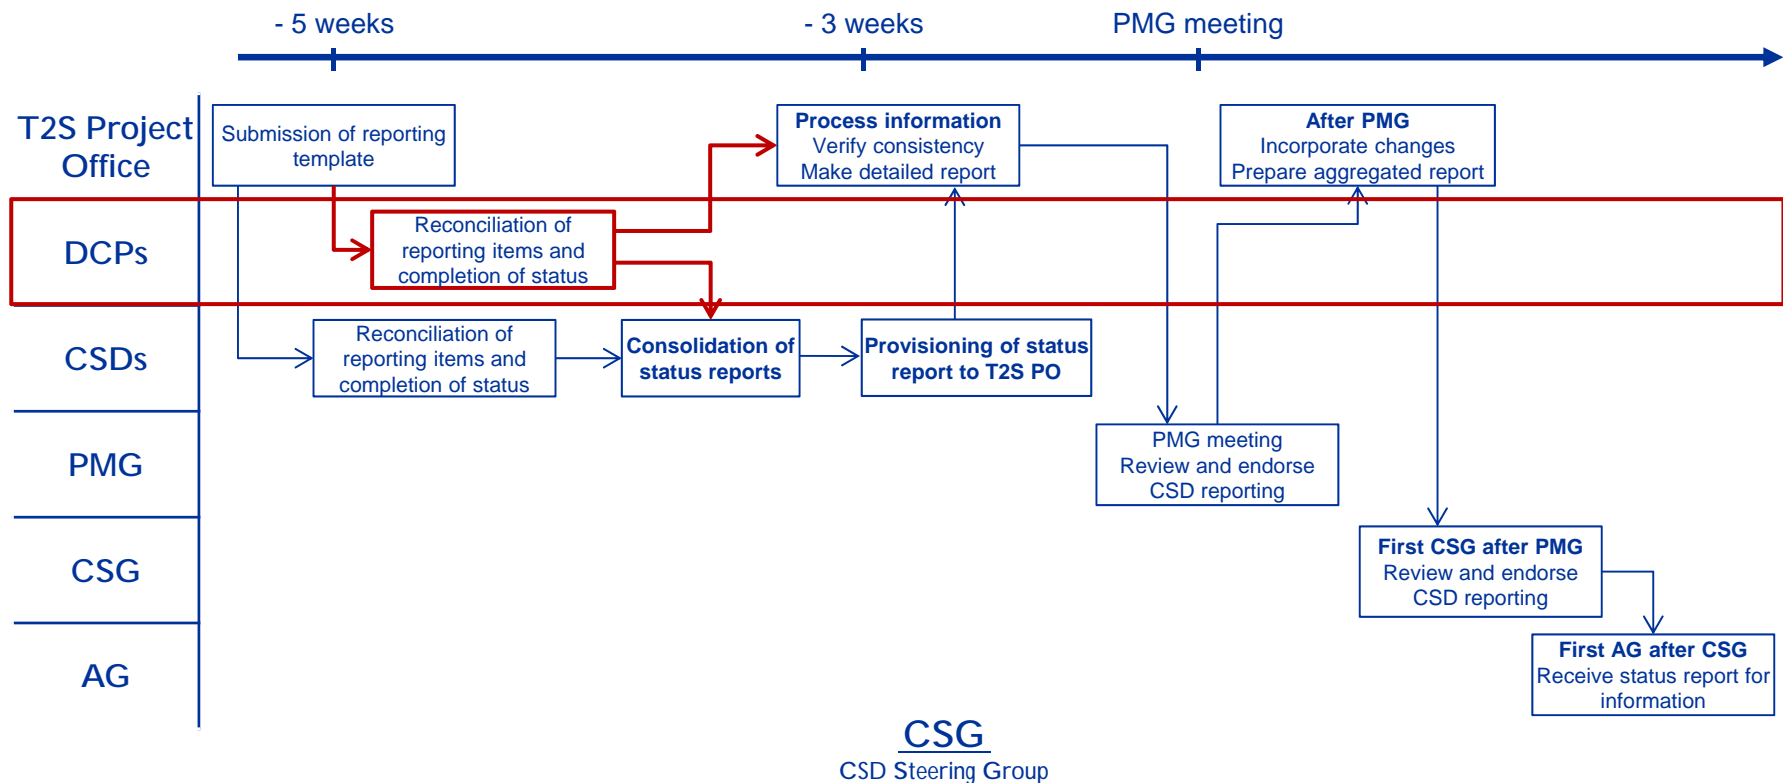 - 5 weeks
- 3 weeks
PMG meeting
T2S Project
Office
Submission of reporting
template
Process information
Verify consistency
Make detailed report
After PMG
Incorporate changes
Prepare aggregated report
DCPs
Reconciliation of
reporting items and
completion of status
CSDs
Reconciliation of
reporting items and
completion of status
Consolidation of
status reports
Provisioning of status
report to T2S PO
PMG
PMG meeting
Review and endorse
CSD reporting
CSG
First CSG after PMG
Review and endorse
CSD reporting
AG
First AG after CSG
Receive status report for
information
CSG
CSD Steering Group